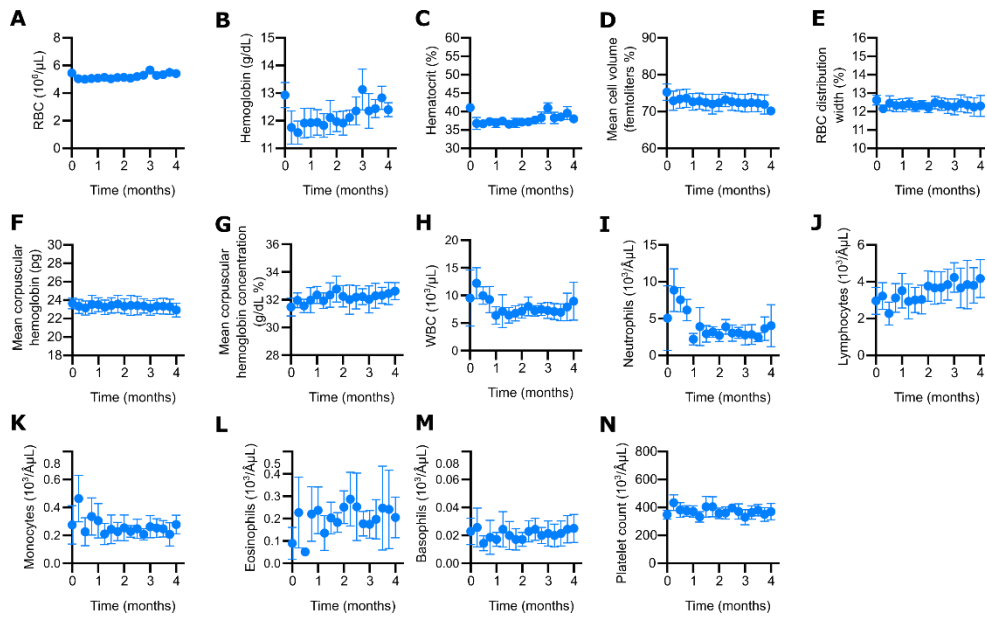 A
RBC (10⁶/µL)
8
6
4
2
0
0 1 2 3 4
Time (months)
B
Hemoglobin (g/dL)
15
14
13
12
11
0 1 2 3 4
Time (months)
C
Hematocrit (%)
60
55
50
45
40
35
30
0 1 2 3 4
Time (months)
D
Mean cell volume
(femtoliters %)
90
80
70
60
0 1 2 3 4
Time (months)
E
RBC distribution
width (%)
16
15
14
13
12
11
10
0 1 2 3 4
Time (months)
F
Mean corpuscular
hemoglobin (pg)
30
28
26
24
22
20
18
0 1 2 3 4
Time (months)
G
Mean corpuscular
hemoglobin concentration
(g/dL %)
36
34
32
30
28
0 1 2 3 4
Time (months)
H
WBC (10³/µL)
20
15
10
5
0
0 1 2 3 4
Time (months)
I
Neutrophils (10³/ÂµL)
15
10
5
0
0 1 2 3 4
Time (months)
J
Lymphocytes (10³/ÂµL)
6
4
2
0
0 1 2 3 4
Time (months)
K
Monocytes (10³/ÂµL)
0.8
0.6
0.4
0.2
0.0
0 1 2 3 4
Time (months)
L
Eosinophils (10³/ÂµL)
0.5
0.4
0.3
0.2
0.1
0.0
0 1 2 3 4
Time (months)
M
Basophils (10³/ÂµL)
0.08
0.06
0.04
0.02
0.00
0 1 2 3 4
Time (months)
N
Platelet count (10³/ÂµL)
800
600
400
200
0
0 1 2 3 4
Time (months)